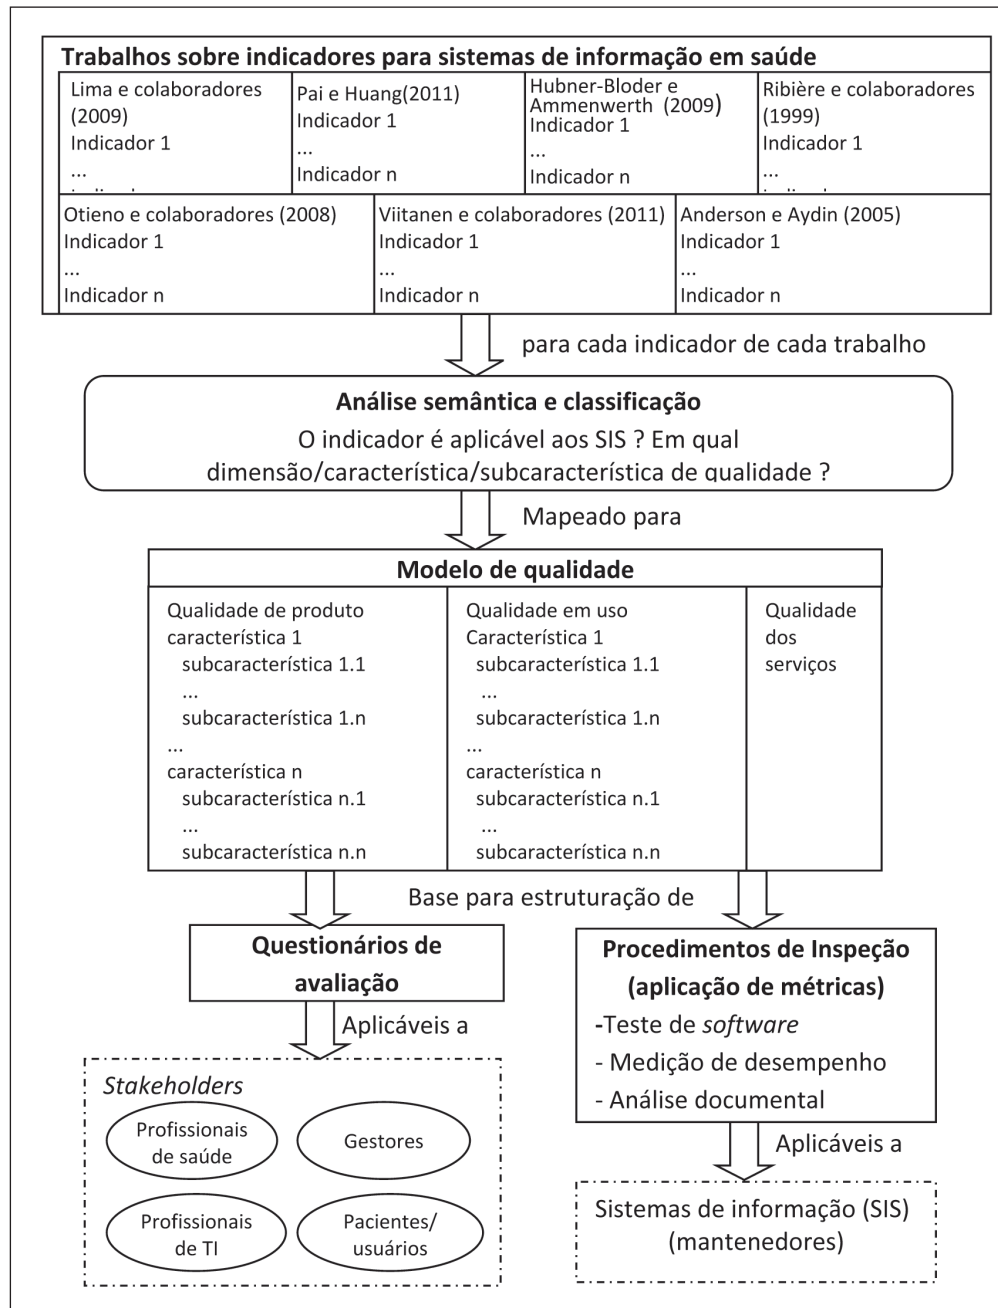 Trabalhos sobre indicadores para sistemas de informação em saúde
Lima e colaboradores
(2009)
Indicador 1
...
Pai e Huang(2011)
Indicador 1
...
Indicador n
Hubner-Bloder e
Ammenwerth (2009)
Indicador 1
...
Indicador n
Ribière e colaboradores
(1999)
Indicador 1
...
Otieno e colaboradores (2008)
Indicador 1
...
Indicador n
Viitanen e colaboradores (2011)
Indicador 1
...
Indicador n
Anderson e Aydin (2005)
Indicador 1
...
Indicador n
para cada indicador de cada trabalho
Análise semântica e classificação
O indicador é aplicável aos SIS ? Em qual
dimensão/característica/subcaracterística de qualidade ?
Mapeado para
Modelo de qualidade
Qualidade de produto
característica 1
subcaracterística 1.1
...
subcaracterística 1.n
...
característica n
subcaracterística n.1
...
subcaracterística n.n
Qualidade em uso
Característica 1
subcaracterística 1.1
...
subcaracterística 1.n
...
característica n
subcaracterística n.1
...
subcaracterística n.n
Qualidade
dos
serviços
Base para estruturação de
Questionários de
avaliação
Aplicáveis a
Stakeholders
Profissionais
de saúde
Gestores
Profissionais
de TI
Pacientes/
usuários
Procedimentos de Inspeção
(aplicação de métricas)
-Teste de software
- Medição de desempenho
- Análise documental
Aplicáveis a
Sistemas de informação (SIS)
(mantenedores)